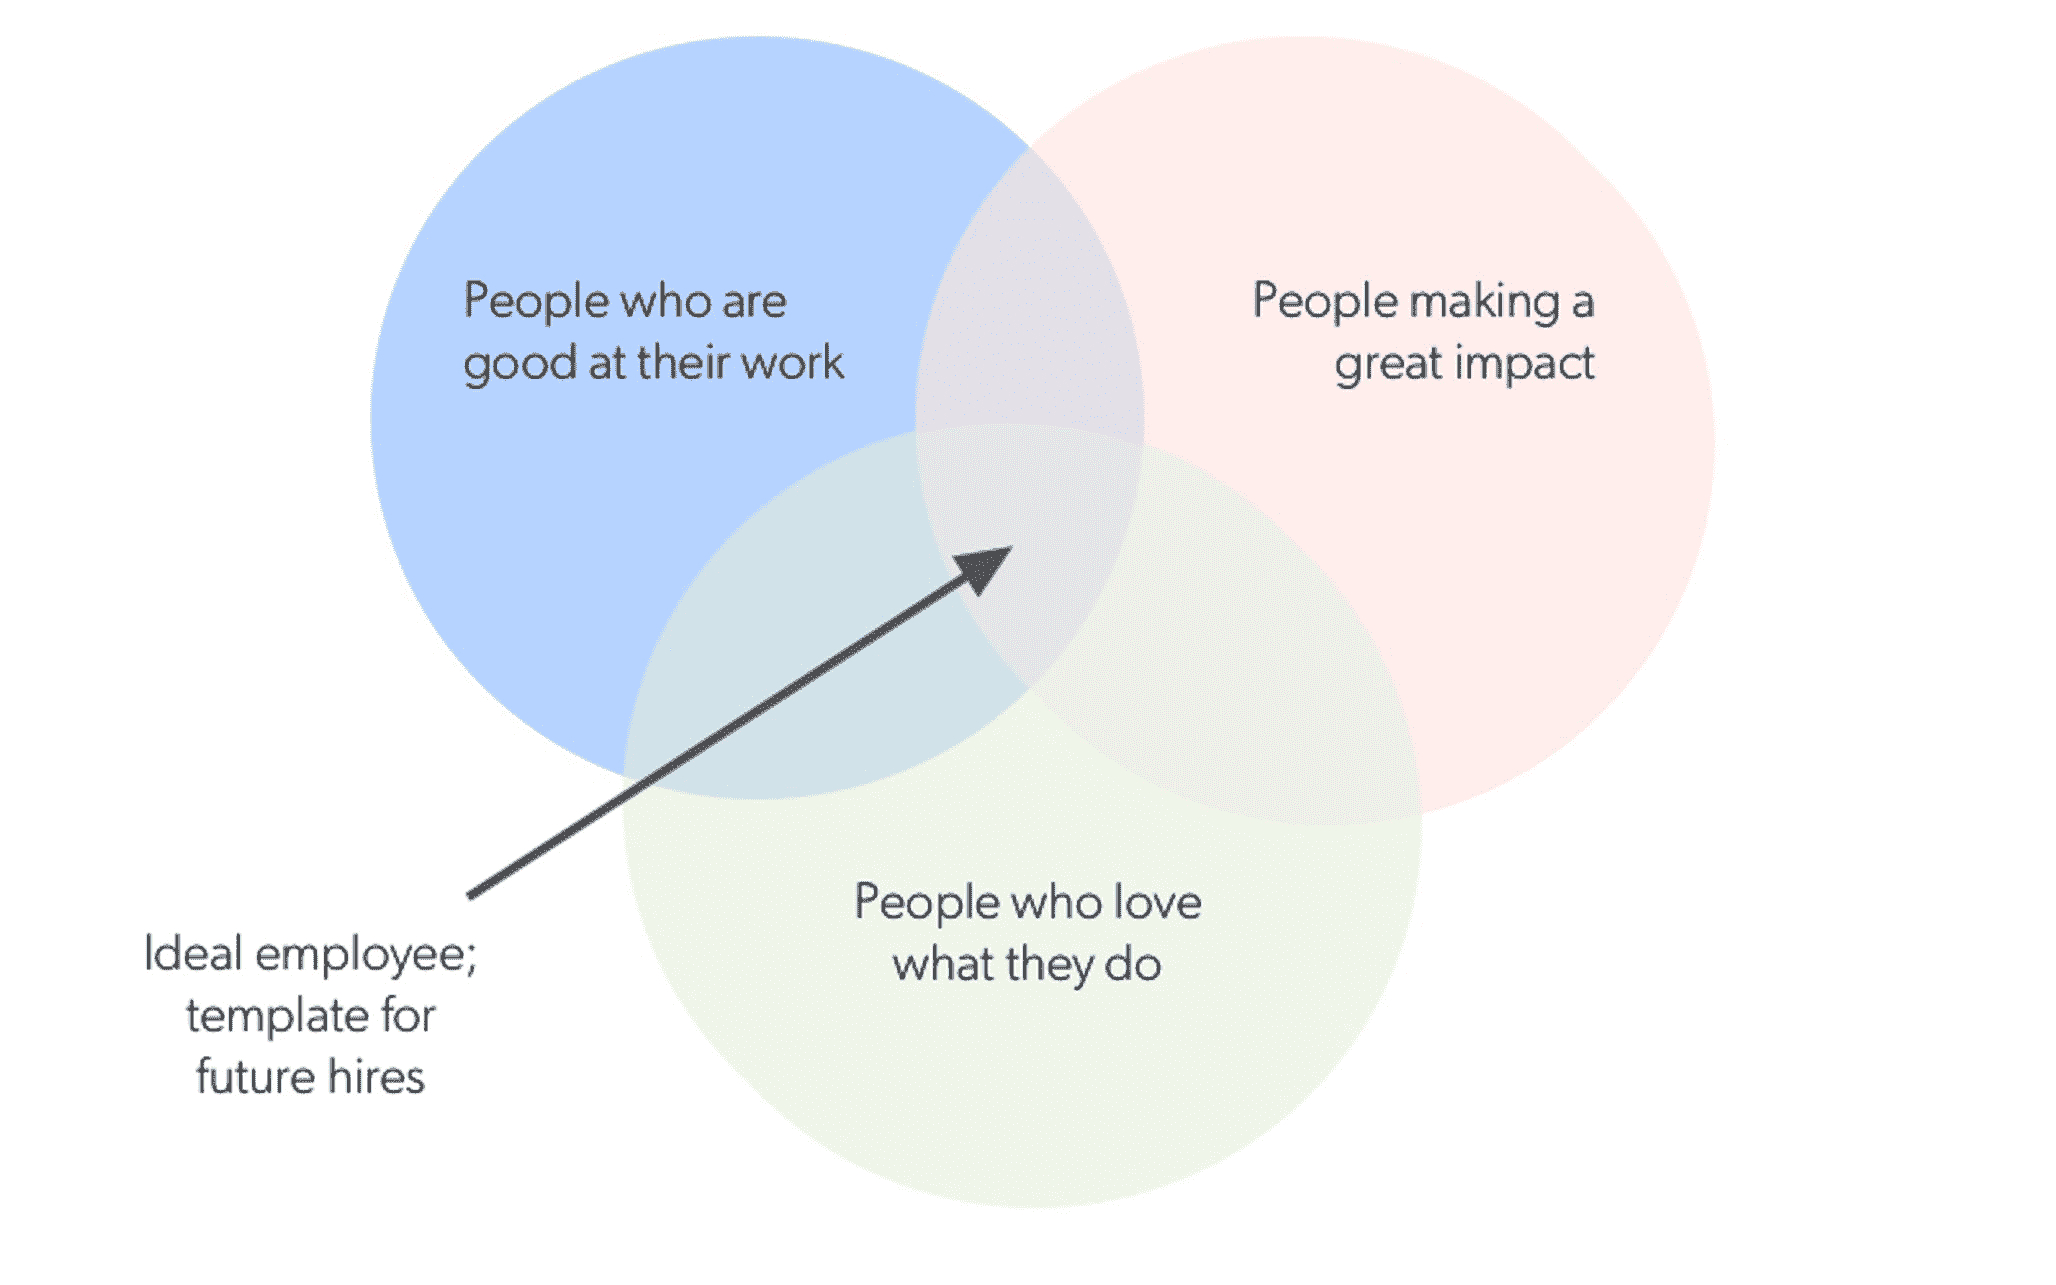 People who are
good at their work
People making a
great impact
People who love
what they do
Ideal employee;
template for
future hires